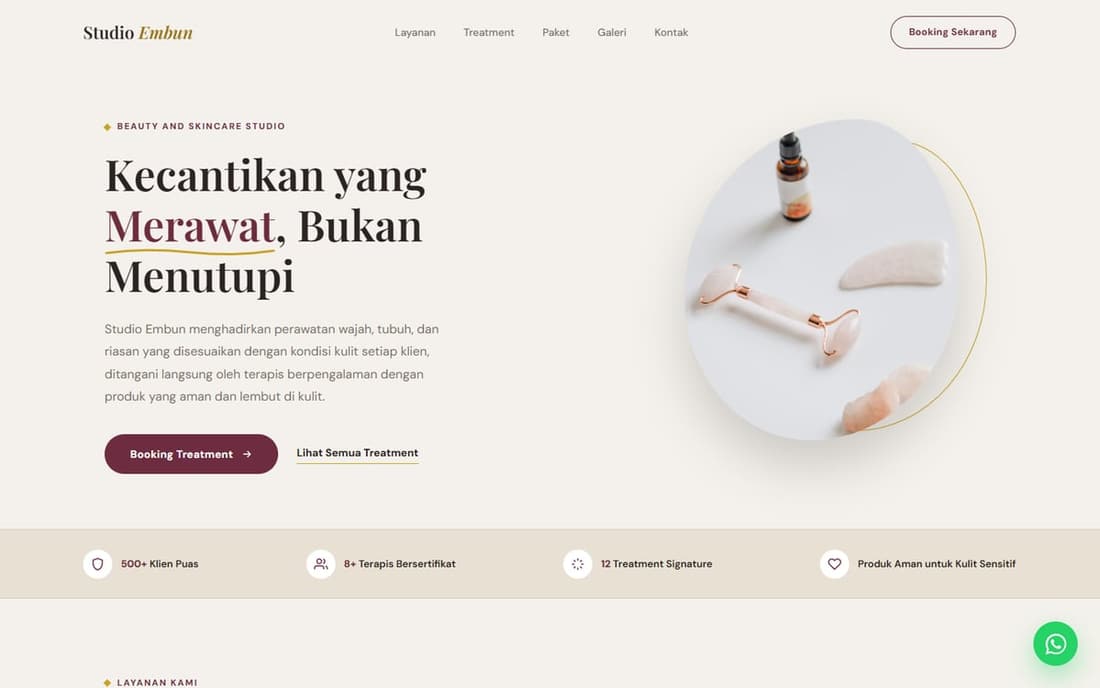 Studio Embun
Layanan
Treatment
Paket
Galeri
Kontak
Booking Sekarang
BEAUTY AND SKINCARE STUDIO
Kecantikan yang
Merawat, Bukan
Menutupi
Studio Embun menghadirkan perawatan wajah, tubuh, dan
riasan yang disesuaikan dengan kondisi kulit setiap klien,
ditangani langsung oleh terapis berpengalaman dengan
produk yang aman dan lembut di kulit.
Booking Treatment →
Lihat Semua Treatment
500+ Klien Puas
8+ Terapis Bersertifikat
12 Treatment Signature
Produk Aman untuk Kulit Sensitif
LAYANAN KAMI